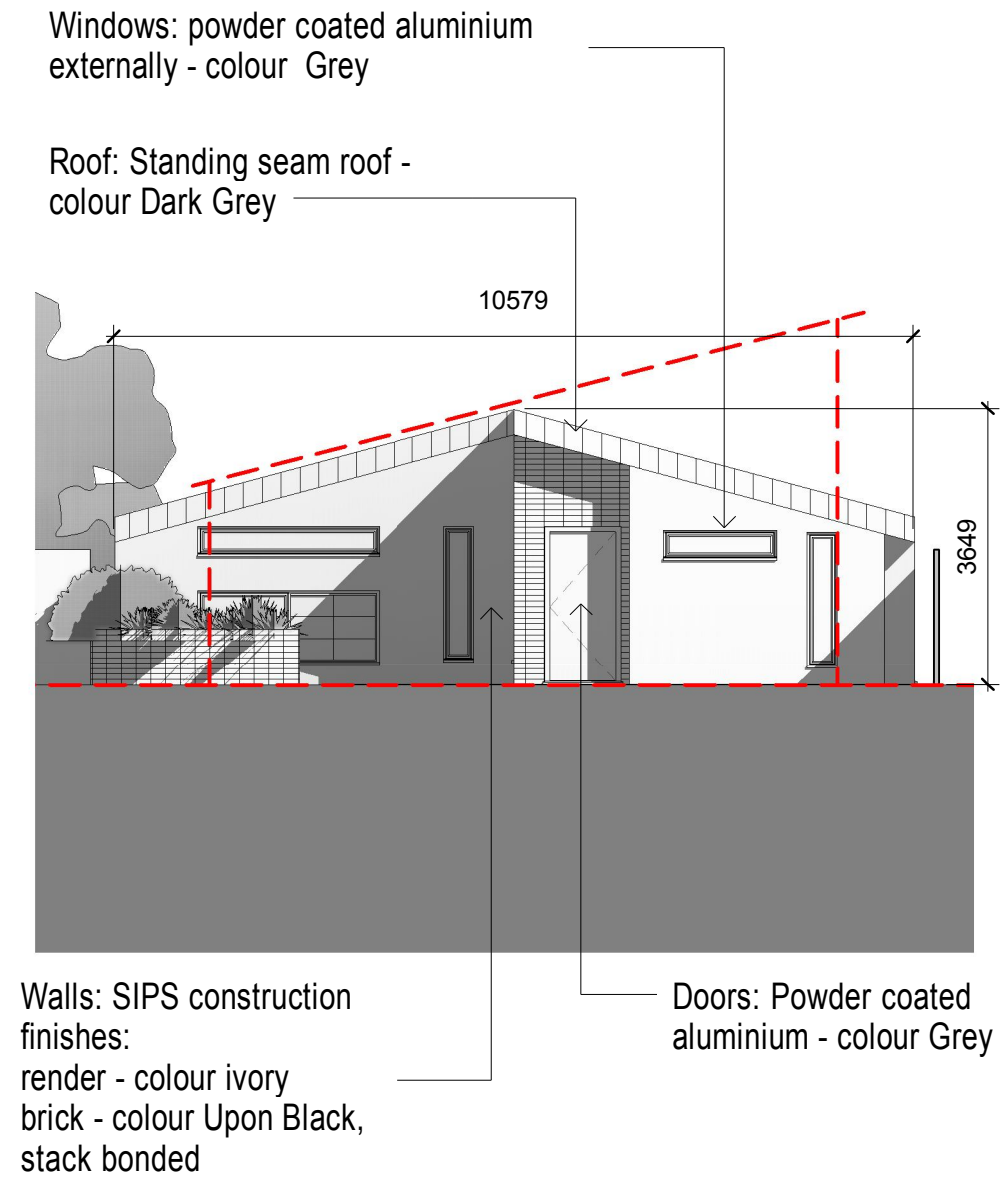 Windows: powder coated aluminium
externally - colour Grey
Roof: Standing seam roof -
colour Dark Grey
10579
3649
Walls: SIPS construction
finishes:
render - colour ivory
brick - colour Upon Black,
stack bonded
Doors: Powder coated
aluminium - colour Grey